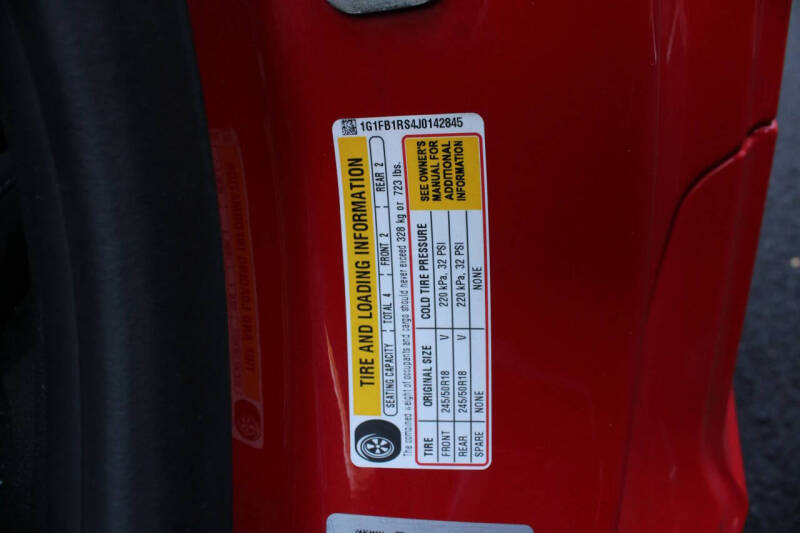 1G1FB1RS4J0142845
TIRE AND LOADING INFORMATION
SEATING CAPACITY TOTAL 4 FRONT 2 REAR 2
The combined weight of occupants and cargo should never exceed 328 kg or 723 lbs.
TIRE ORIGINAL SIZE COLD TIRE PRESSURE
FRONT 245/50R18 V 220 kPa, 32 PSI
REAR 245/50R18 V 220 kPa, 32 PSI
SPARE NONE NONE
SEE OWNER'S
MANUAL FOR
ADDITIONAL
INFORMATION